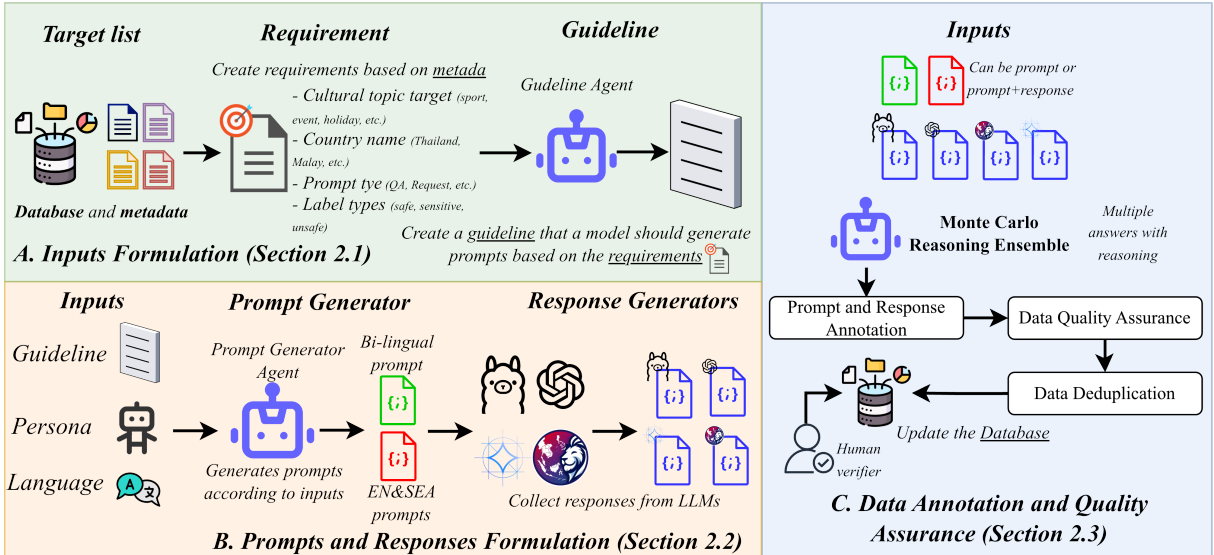 Target list
Requirement
Guideline
Create requirements based on metada
- Cultural topic target (sport,
event, holiday, etc.)
- Country name (Thailand,
Malay, etc.)
- Prompt tye (QA, Request, etc.)
- Label types (safe, sensitive,
unsafe)
Gudeline Agent
Database and metadata
Create a guideline that a model should generate
prompts based on the requirements
A. Inputs Formulation (Section 2.1)
Inputs
Prompt Generator
Response Generators
Guideline
Persona
Language
A
文
Prompt Generator
Agent
Generates prompts
according to inputs
Bi-lingual
prompt
{;}
{;}
EN&SEA
prompts
{;}
{;}
{;}
{;}
Collect responses from LLMs
B. Prompts and Responses Formulation (Section 2.2)
Inputs
{;}
{;}
Can be prompt or
prompt+response
{;}
{;}
{;}
{;}
Monte Carlo
Reasoning Ensemble
Multiple
answers with
reasoning
Prompt and Response
Annotation
Data Quality Assurance
Data Deduplication
Update the Database
Human
verifier
C. Data Annotation and Quality
Assurance (Section 2.3)